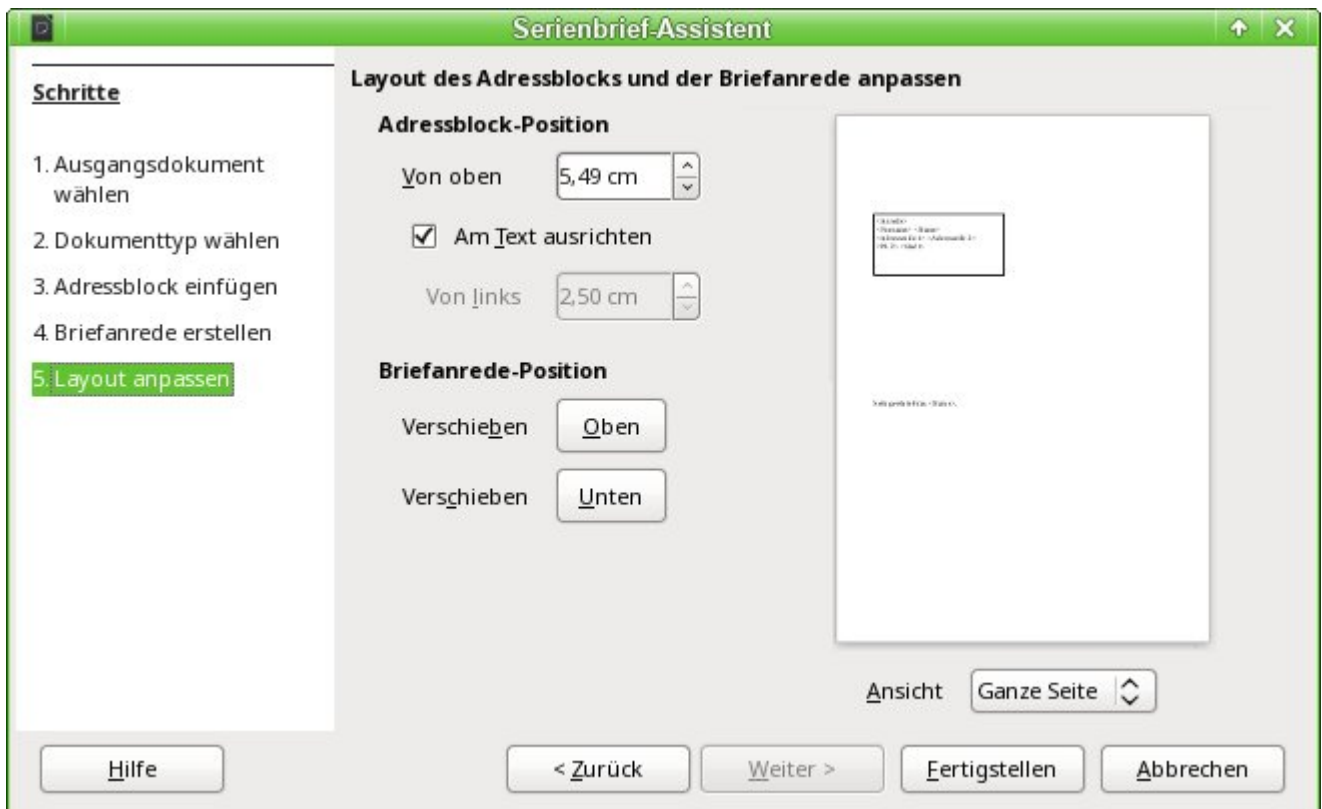 Serienbrief-Assistent
Schritte
1. Ausgangsdokument
wählen
2. Dokumenttyp wählen
3. Adressblock einfügen
4. Briefanrede erstellen
5. Layout anpassen
Layout des Adressblocks und der Briefanrede anpassen
Adressblock-Position
Von oben 5,49 cm
Am Text ausrichten
Von links 2,50 cm
Briefanrede-Position
Verschieben Oben
Verschieben Unten
Ansicht Ganze Seite
Hilfe < Zurück Weiter > Fertigstellen Abbrechen